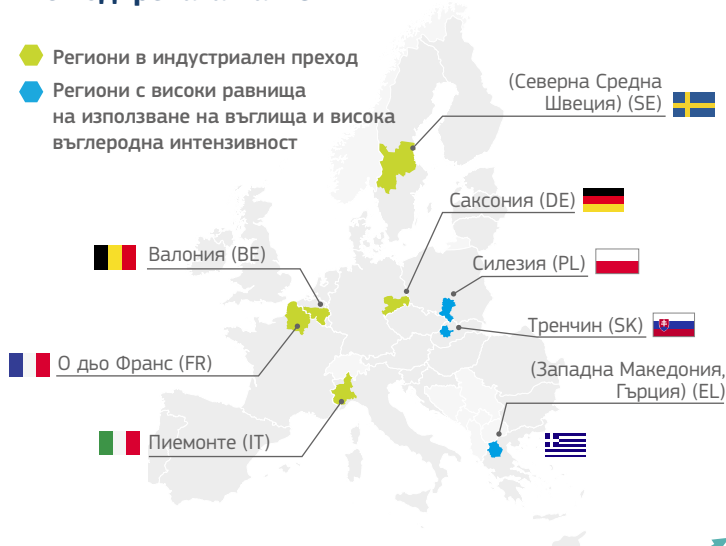 Региони в индустриален преход
Региони с високи равнища
на използване на въглища и висока
въглеродна интензивност
(Северна Средна
Швеция) (SE)
Саксония (DE)
Валония (BE)
Силезия (PL)
Тренчин (SK)
О дьо Франс (FR)
(Западна Македония,
Гърция) (EL)
Пиемонте (IT)